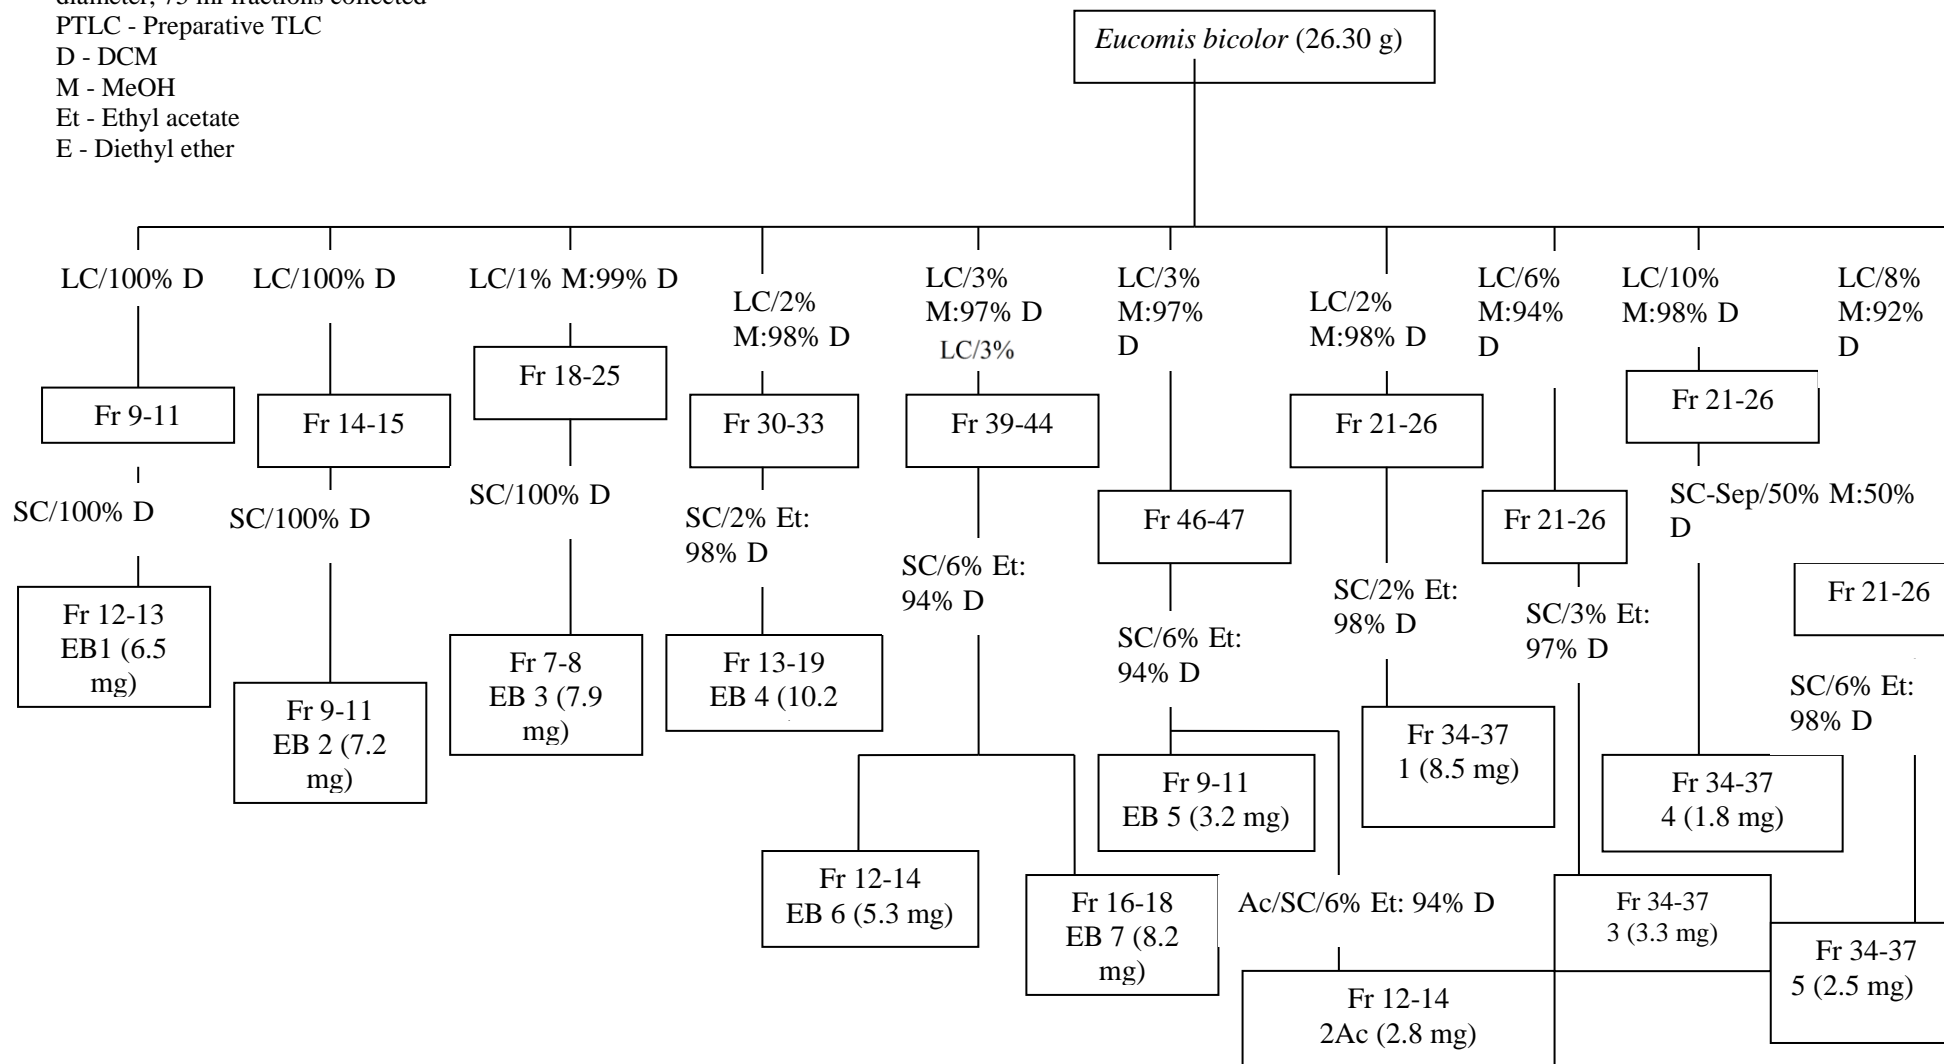 diameter, 75 ml fractions collected
PTLC - Preparative TLC
D - DCM
M - MeOH
Et - Ethyl acetate
E - Diethyl ether
Eucomis bicolor (26.30 g)
LC/100% D
LC/100% D
LC/1% M:99% D
LC/2%
M:98% D
LC/3%
M:97% D
LC/3%
LC/3%
M:97%
D
LC/2%
M:98% D
LC/6%
M:94%
D
LC/10%
M:98% D
LC/8%
M:92%
D
Fr 9-11
Fr 14-15
Fr 18-25
Fr 30-33
Fr 39-44
Fr 46-47
Fr 21-26
Fr 21-26
Fr 21-26
Fr 21-26
SC/100% D
SC/100% D
SC/100% D
SC/2% Et:
98% D
SC/6% Et:
94% D
SC/6% Et:
94% D
SC/2% Et:
98% D
SC/3% Et:
97% D
SC-Sep/50% M:50%
D
SC/6% Et:
98% D
Fr 12-13
EB1 (6.5
mg)
Fr 9-11
EB 2 (7.2
mg)
Fr 7-8
EB 3 (7.9
mg)
Fr 13-19
EB 4 (10.2
Fr 12-14
EB 6 (5.3 mg)
Fr 16-18
EB 7 (8.2
mg)
Fr 9-11
EB 5 (3.2 mg)
Ac/SC/6% Et: 94% D
Fr 12-14
2Ac (2.8 mg)
Fr 34-37
1 (8.5 mg)
Fr 34-37
3 (3.3 mg)
Fr 34-37
4 (1.8 mg)
Fr 34-37
5 (2.5 mg)